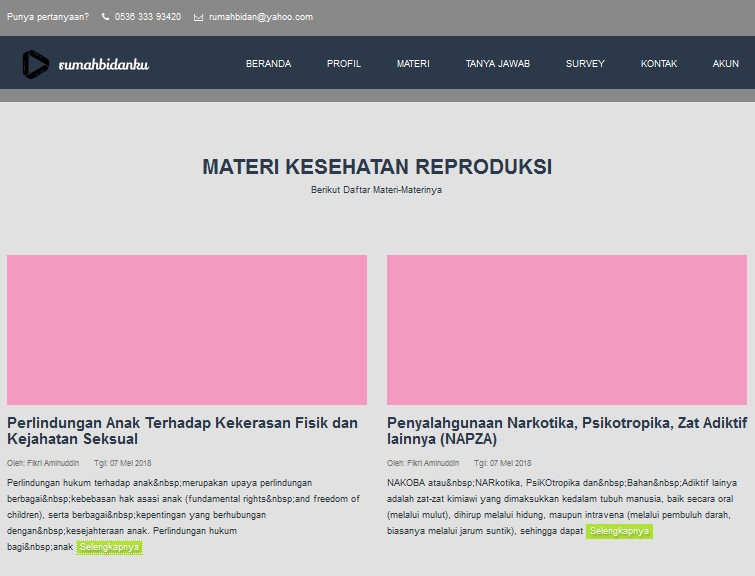 Punya pertanyaan? 0536 333 93420 rumahbidan@yahoo.com
rumahbidanku BERANDA PROFIL MATERI TANYA JAWAB SURVEY KONTAK AKUN
MATERI KESEHATAN REPRODUKSI
Berikut Daftar Materi-Materinya
Perlindungan Anak Terhadap Kekerasan Fisik dan
Kejahatan Seksual
Oleh: Fikri Aminuddin Tgl: 07 Mei 2018
Perlindungan hukum terhadap anak&nbsp;merupakan upaya perlindungan
berbagai&nbsp;kebebasan hak asasi anak (fundamental rights&nbsp;and freedom of
children), serta berbagai&nbsp;kepentingan yang berhubungan
dengan&nbsp;kesejahteraan anak. Perlindungan hukum
bagi&nbsp;anak Selengkapnya
Penyalahgunaan Narkotika, Psikotropika, Zat Adiktif
lainnya (NAPZA)
Oleh: Fikri Aminuddin Tgl: 07 Mei 2018
NAKOBA atau&nbsp;NARkotika, PsiKOtropika dan&nbsp;Bahan&nbsp;Adiktif lainya
adalah zat-zat kimiawi yang dimaksukkan kedalam tubuh manusia, baik secara oral
(melalui mulut), dihirup melalui hidung, maupun intravena (melalui pembuluh darah,
biasanya melalui jarum suntik), sehingga dapat Selengkapnya